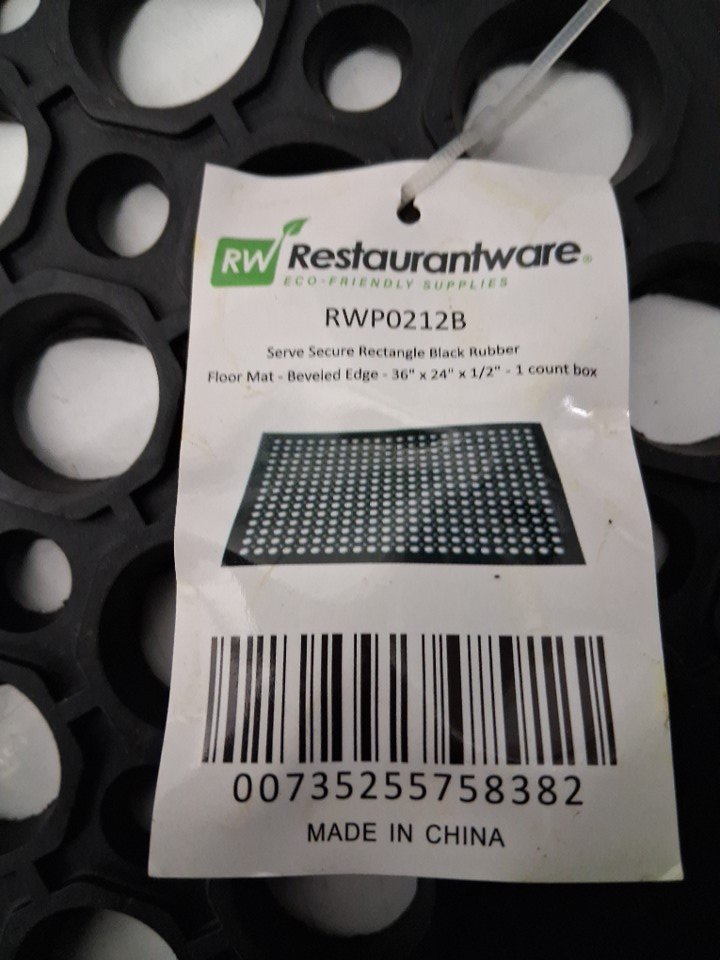 RW Restaurantware®
ECO-FRIENDLY SUPPLIES
RWP0212B
Serve Secure Rectangle Black Rubber
Floor Mat - Beveled Edge - 36" x 24" x 1/2" - 1 count box
00735255758382
MADE IN CHINA